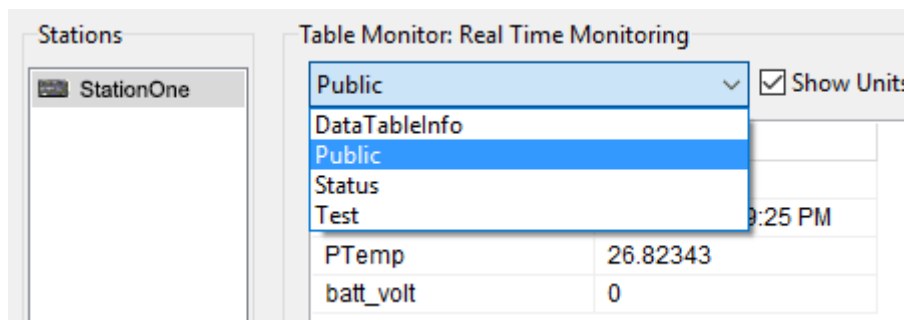 Stations
StationOne
Table Monitor: Real Time Monitoring
Public
Show Units
DataTableInfo
Public
Status
Test
9:25 PM
PTemp 26.82343
batt_volt 0